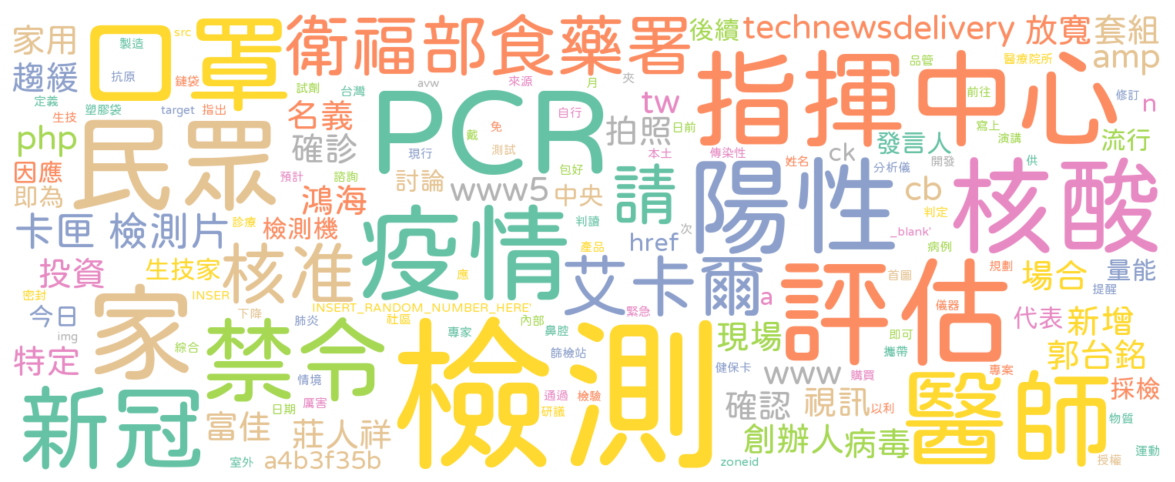 家用
製造
src
口罩
衛福部食藥署
後續
technewsdelivery
放寬
套組
趨緩
抗原
鏈袋
試劑
台灣
avw
來源
月
夾
指揮中心
品管
醫療院所
amp
定義
塑膠袋
target
指出
PCR
自行
tw
前往
修訂
n
生技
名義
戴
免
日前
拍照
寫上
演講
php
民眾
確診
現行
測試
本土
傳染性
姓名
ck
發言人
開發
流行
因應
即為
預計
諮詢
討論
包好
www5
中央
請
陽性
分析儀
cb
供
核酸
鴻海
卡匣
檢測片
診療
檢測機
疫情
判讀
次
href
判定
_blank'
病例
投資
生技家
核准
產品
應
艾卡爾
a
評估
首圖
規劃
場合
量能
提醒
密封
家
INSER
下降
INSERT_RANDOM_NUMBER_HERE'
緊急
儀器
今日
肺炎
社區
專家
內部
鼻腔
代表
新增
img
綜合
禁令
檢測
篩檢站
現場
即可
攜帶
郭台銘
特定
情境
健保卡
www
購買
專案
醫師
採檢
新冠
日期
厲害
通過
檢驗
研議
確認
視訊
以利
物質
富佳
莊人祥
創辦人
病毒
室外
a4b3f35b
zoneid
授權
運動